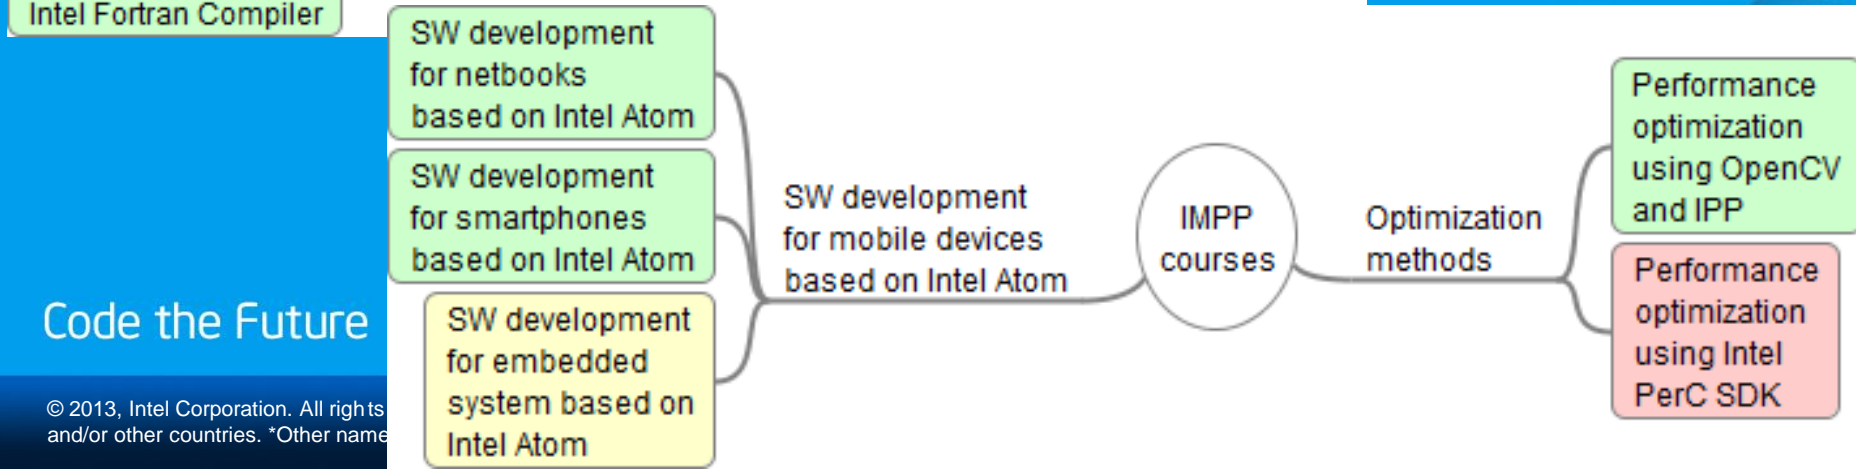 Intel Fortran Compiler
SW development
for netbooks
based on Intel Atom
SW development
for smartphones
based on Intel Atom
SW development
for embedded
system based on
Intel Atom
SW development
for mobile devices
based on Intel Atom
IMPP
courses
Optimization
methods
Performance
optimization
using OpenCV
and IPP
Performance
optimization
using Intel
PerC SDK
Code the Future
© 2013, Intel Corporation. All rights
and/or other countries. *Other name